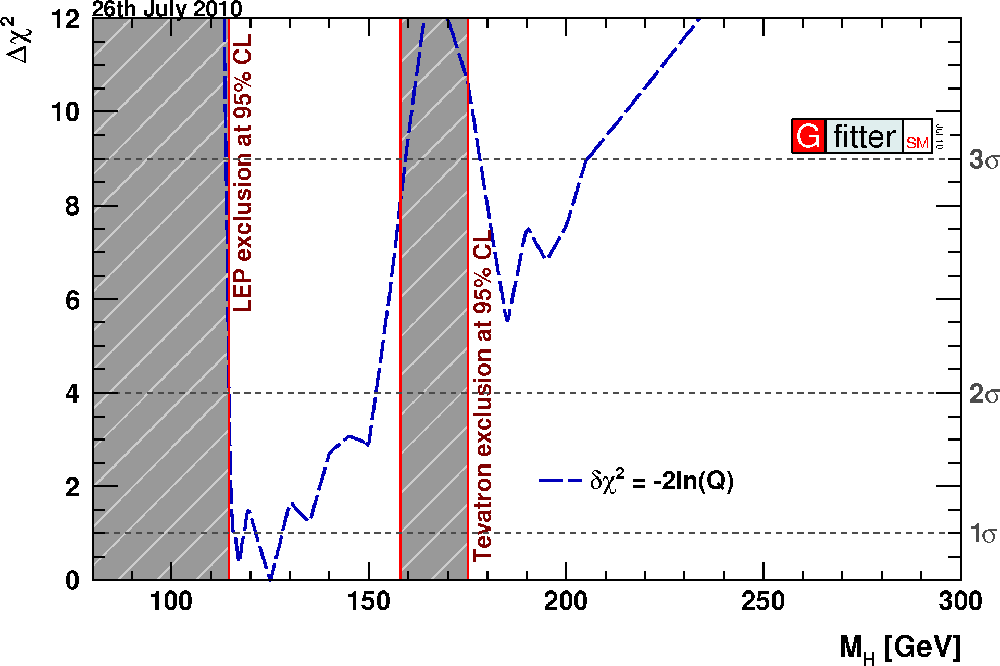 26th July 2010
Δχ²
12
10
8
6
4
2
0
LEP exclusion at 95% CL
Tevatron exclusion at 95% CL
G fitter SM
Jul 10
3σ
2σ
1σ
δχ² = -2ln(Q)
100 150 200 250 300
M_H [GeV]